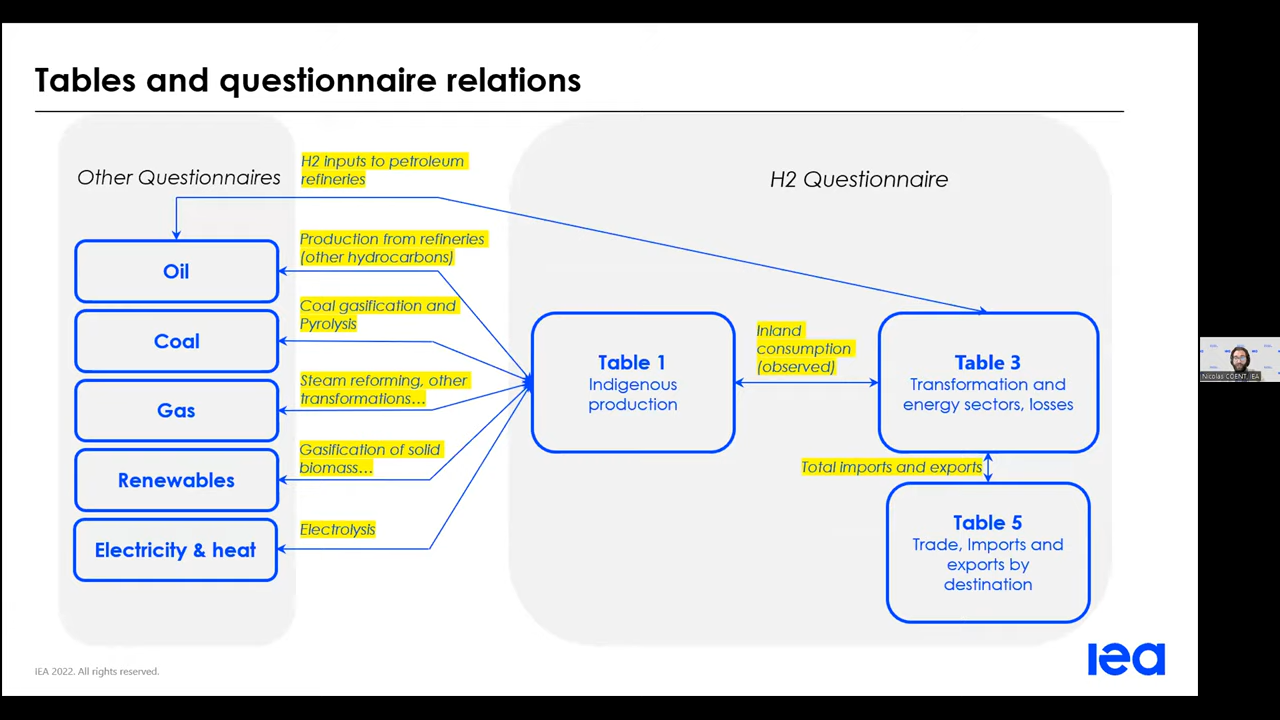 Tables and questionnaire relations
Other Questionnaires
H2 inputs to petroleum
refineries
H2 Questionnaire
Production from refineries
(other hydrocarbons)
Oil
Coal gasification and
Pyrolysis
Coal
Steam reforming, other
transformations...
Gas
Gasification of solid
biomass...
Renewables
Electrolysis
Electricity & heat
Table 1
Indigenous
production
Inland
consumption
(observed)
Table 3
Transformation and
energy sectors, losses
Total imports and exports
Table 5
Trade, Imports and
exports by
destination
IEA 2022. All rights reserved.
iea
Nicolas COENT, IEA